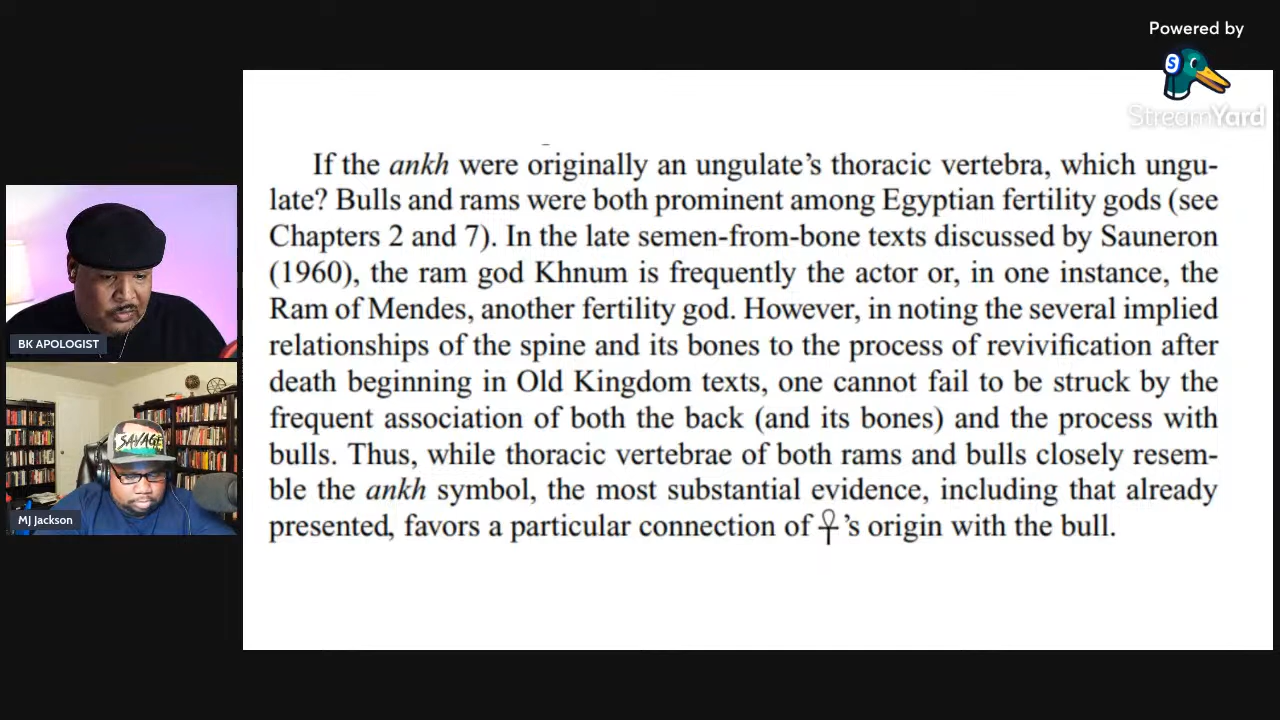 Powered by
S
StreamYard
If the ankh were originally an ungulate’s thoracic vertebra, which ungu-
late? Bulls and rams were both prominent among Egyptian fertility gods (see
Chapters 2 and 7). In the late semen-from-bone texts discussed by Sauneron
(1960), the ram god Khnum is frequently the actor or, in one instance, the
Ram of Mendes, another fertility god. However, in noting the several implied
relationships of the spine and its bones to the process of revivification after
death beginning in Old Kingdom texts, one cannot fail to be struck by the
frequent association of both the back (and its bones) and the process with
bulls. Thus, while thoracic vertebrae of both rams and bulls closely resem-
ble the ankh symbol, the most substantial evidence, including that already
presented, favors a particular connection of ☥’s origin with the bull.
BK APOLOGIST
SAVAGE
MJ Jackson